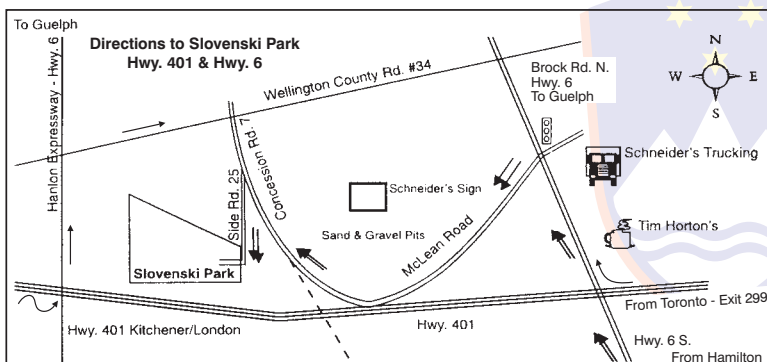 To Guelph
Directions to Slovenski Park
Hwy. 401 & Hwy. 6
Hanlon Expressway - Hwy. 6
Wellington County Rd. #34
Brock Rd. N.
Hwy. 6
To Guelph
N
W
E
S
Concession Rd. 7
Side Rd. 25
Schneider's Sign
Sand & Gravel Pits
McLean Road
Schneider's Trucking
Tim Horton's
Slovenski Park
Hwy. 401 Kitchener/London
Hwy. 401
From Toronto - Exit 299
Hwy. 6 S.
From Hamilton